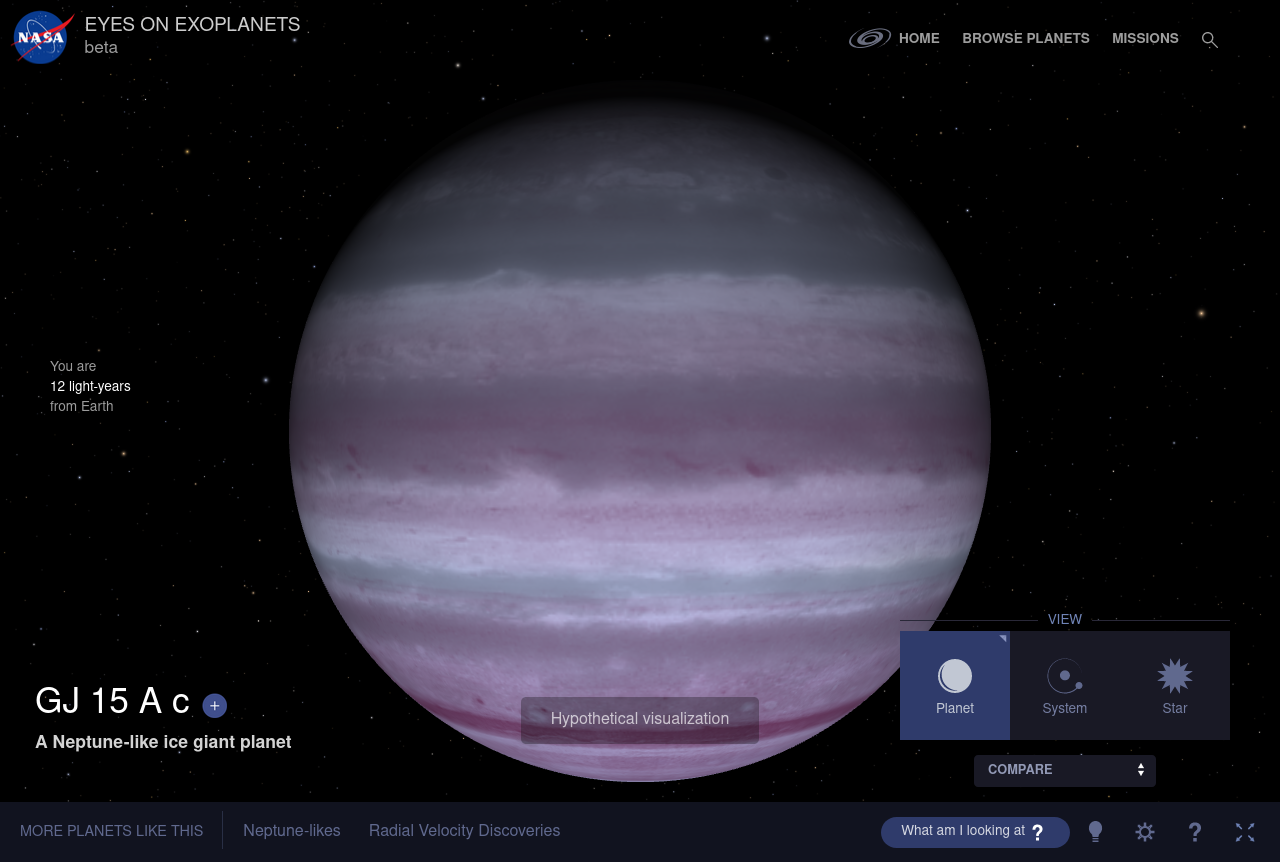 NASA
EYES ON EXOPLANETS
beta
HOME
BROWSE PLANETS
MISSIONS
You are
12 light-years
from Earth
VIEW
Planet
System
Star
GJ 15 A c +
A Neptune-like ice giant planet
Hypothetical visualization
COMPARE
MORE PLANETS LIKE THIS
Neptune-likes
Radial Velocity Discoveries
What am I looking at ?
?